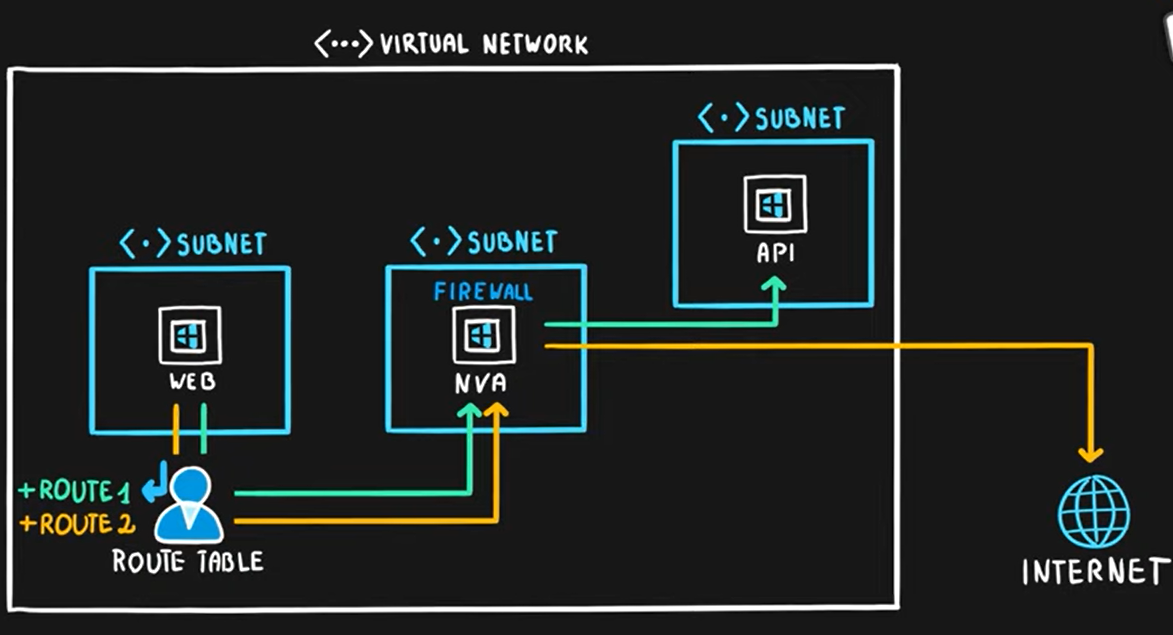 <···> VIRTUAL NETWORK
<·> SUBNET
API
<·> SUBNET
WEB
<·> SUBNET
FIREWALL
NVA
+ROUTE 1
+ROUTE 2
ROUTE TABLE
INTERNET